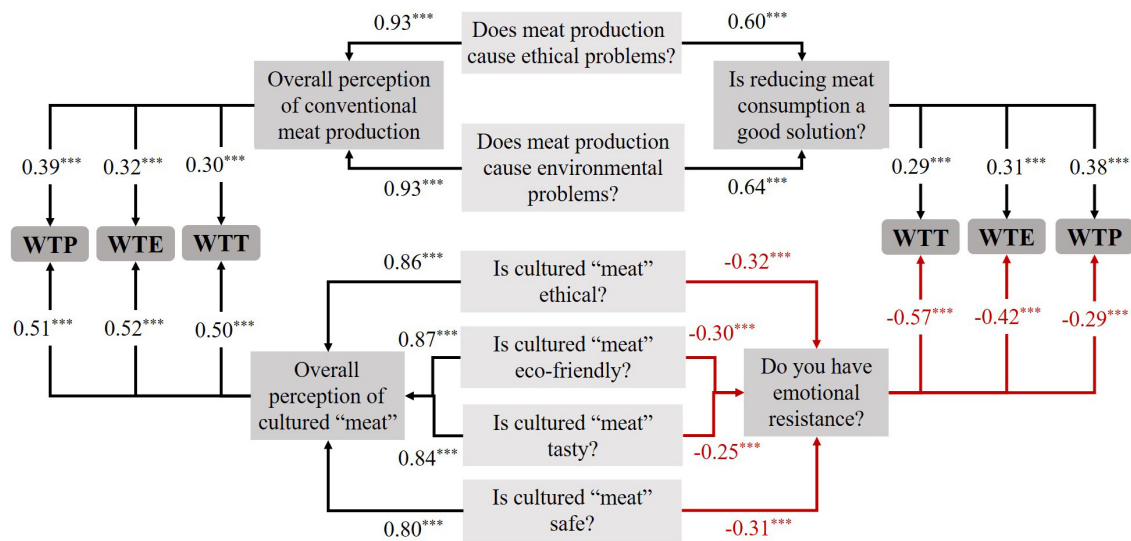 0.93***
Does meat production
cause ethical problems?
0.60***
Overall perception
of conventional
meat production
Is reducing meat
consumption a
good solution?
Does meat production
cause environmental
problems?
0.93***
0.64***
0.39***
0.32***
0.30***
0.29***
0.31***
0.38***
WTP
WTE
WTT
WTT
WTE
WTP
0.86***
Is cultured “meat”
ethical?
-0.32***
0.51***
0.52***
0.50***
-0.57***
-0.42***
-0.29***
0.87***
Is cultured “meat”
eco-friendly?
-0.30***
Overall
perception of
cultured “meat”
Do you have
emotional
resistance?
0.84***
Is cultured “meat”
tasty?
-0.25***
0.80***
Is cultured “meat”
safe?
-0.31***